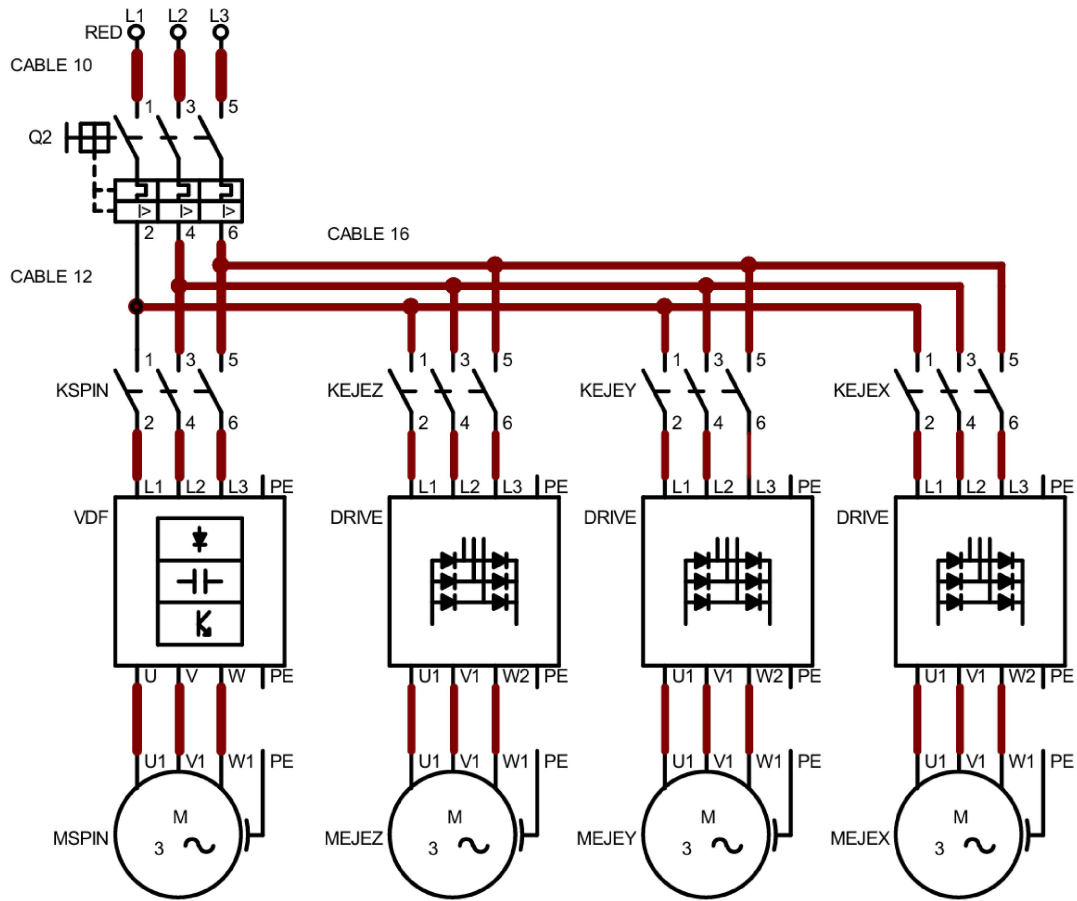 L1 L2 L3
RED
CABLE 10
1 3 5
Q2
I> I> I>
2 4 6
CABLE 16
CABLE 12
1 3 5 1 3 5 1 3 5 1 3 5
KSPIN KEJEZ KEJEY KEJEX
2 4 6 2 4 6 2 4 6 2 4 6
L1 L2 L3 PE L1 L2 L3 PE L1 L2 L3 PE L1 L2 L3 PE
VDF DRIVE DRIVE DRIVE
U V W PE U1 V1 W2 PE U1 V1 W2 PE U1 V1 W2 PE
U1 V1 W1 PE U1 V1 W1 PE U1 V1 W1 PE U1 V1 W1 PE
M M M M
MSPIN MEJEZ MEJEY MEJEX
3 3 3 3